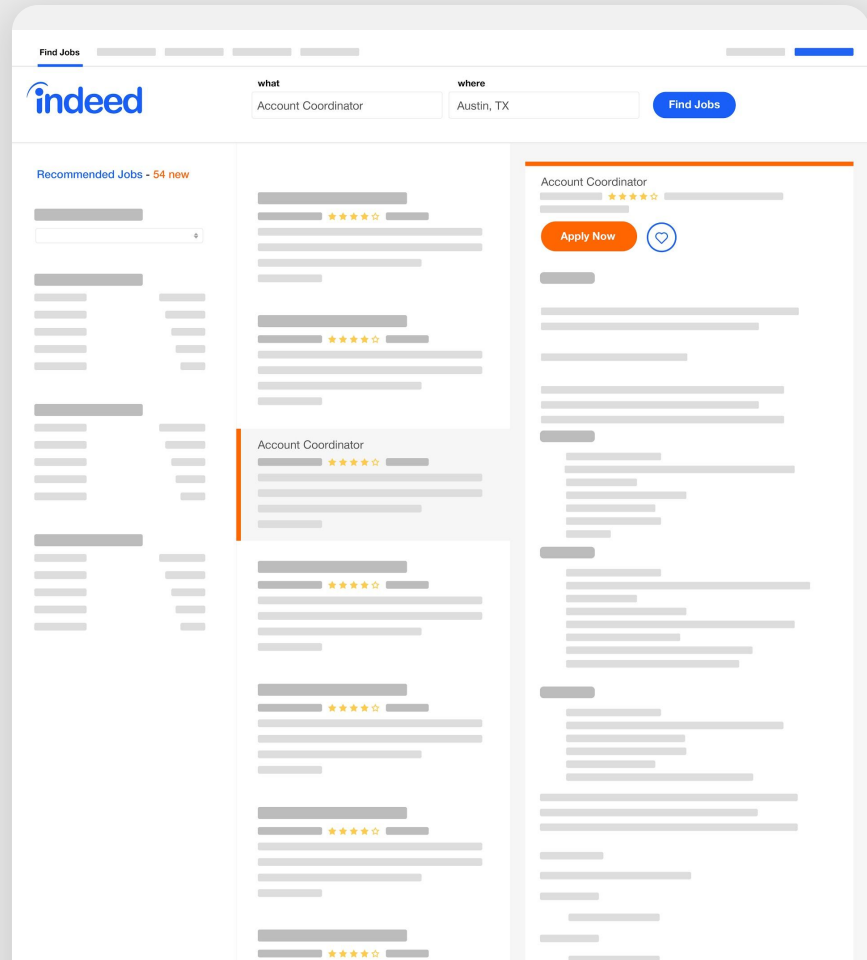 Find Jobs
indeed
what
where
Account Coordinator
Austin, TX
Find Jobs
Recommended Jobs - 54 new
Account Coordinator
Account Coordinator
Apply Now